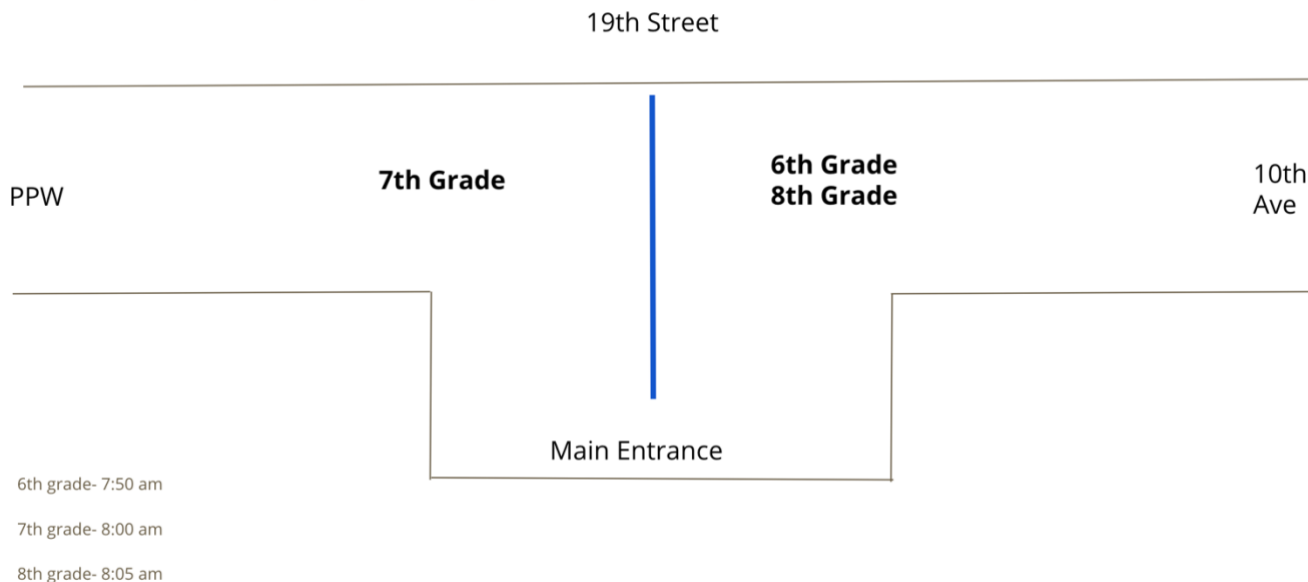 19th Street
7th Grade
6th Grade
8th Grade
PPW
10th
Ave
Main Entrance
6th grade- 7:50 am
7th grade- 8:00 am
8th grade- 8:05 am